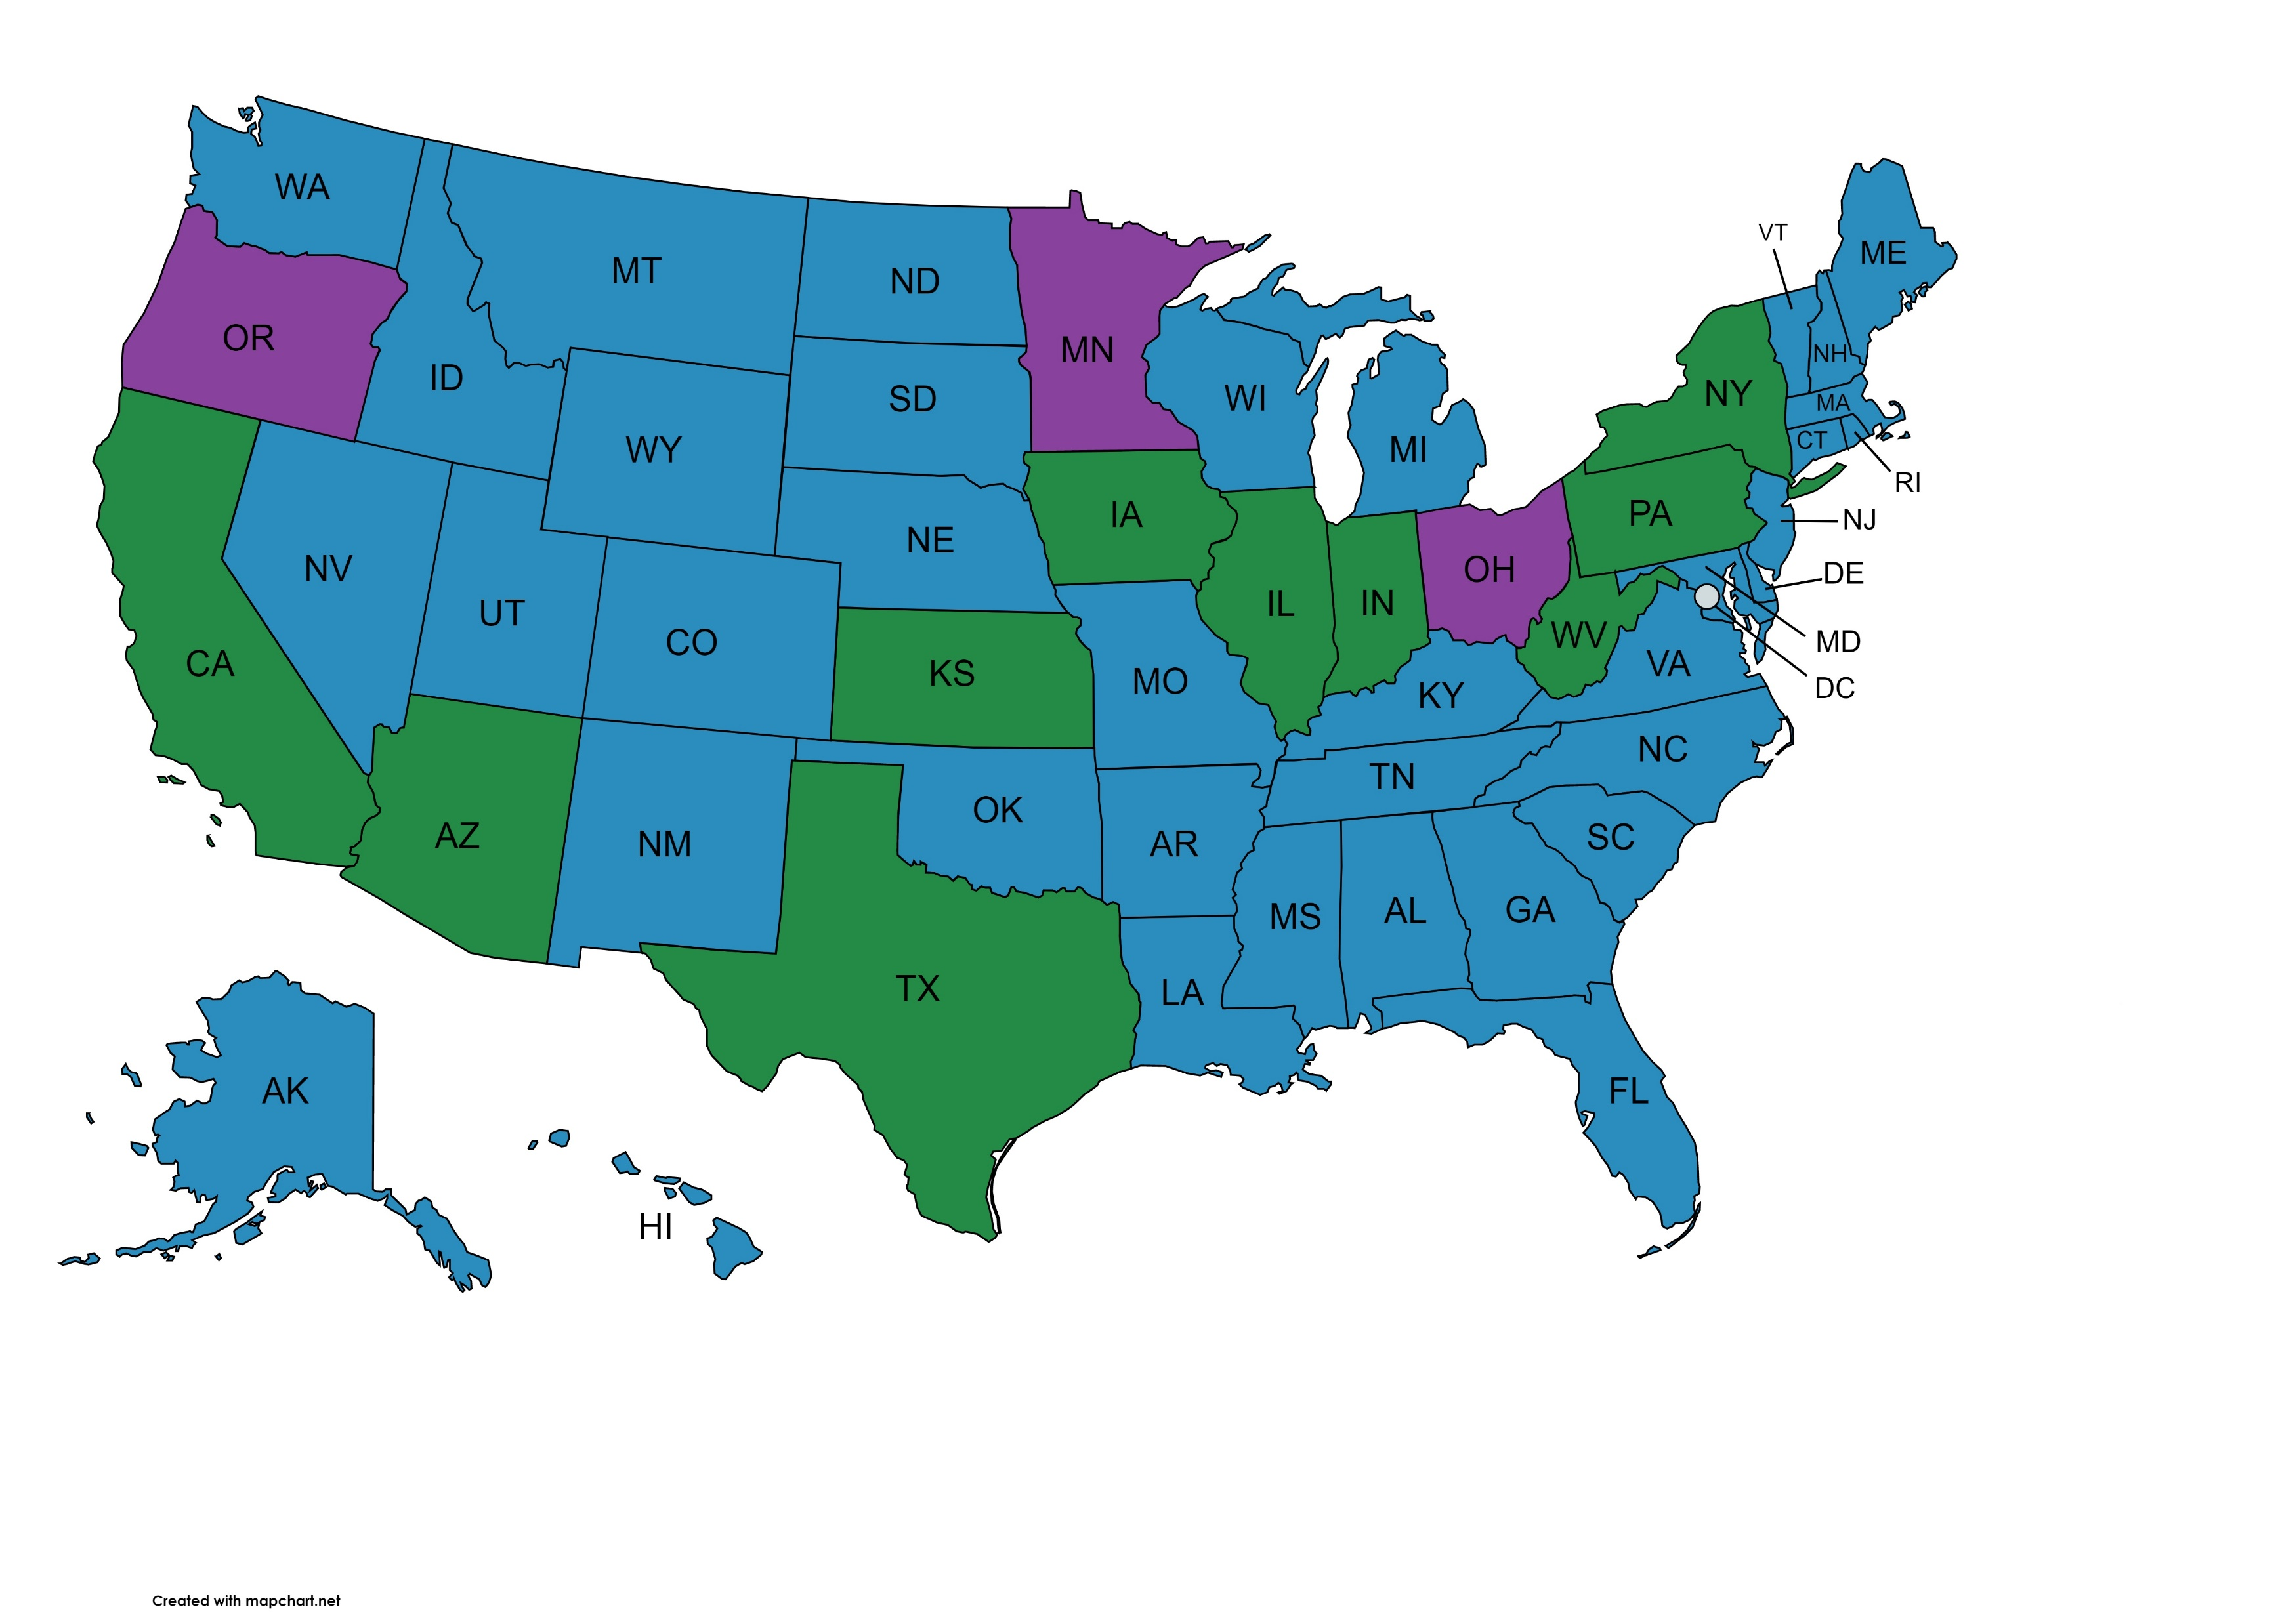 WA
MT
ND
MN
VT
ME
OR
ID
SD
WI
MI
NH
NY
MA
CT
RI
WY
IA
PA
NJ
NE
OH
DE
NV
UT
CO
IL
IN
WV
MD
CA
KS
MO
KY
VA
DC
NC
TN
AZ
NM
OK
AR
SC
MS
AL
GA
TX
LA
AK
FL
HI
Created with mapchart.net